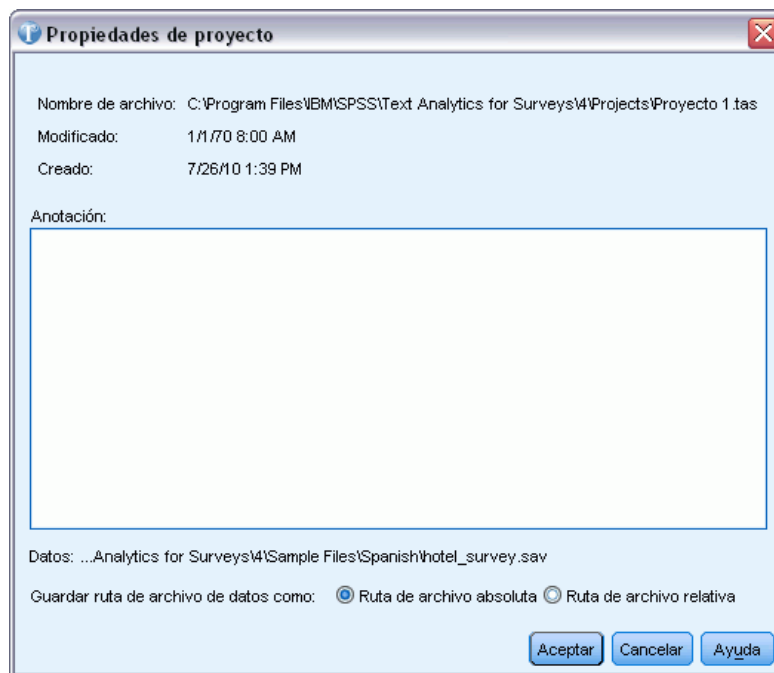 Propiedades de proyecto
Nombre de archivo: C:\Program Files\IBM\SPSS\Text Analytics for Surveys\4\Projects\Proyecto 1.tas
Modificado: 1/1/70 8:00 AM
Creado: 7/26/10 1:39 PM
Anotación:
Datos: ...Analytics for Surveys\4\Sample Files\Spanish\hotel_survey.sav
Guardar ruta de archivo de datos como: Ruta de archivo absoluta Ruta de archivo relativa
Aceptar Cancelar Ayuda